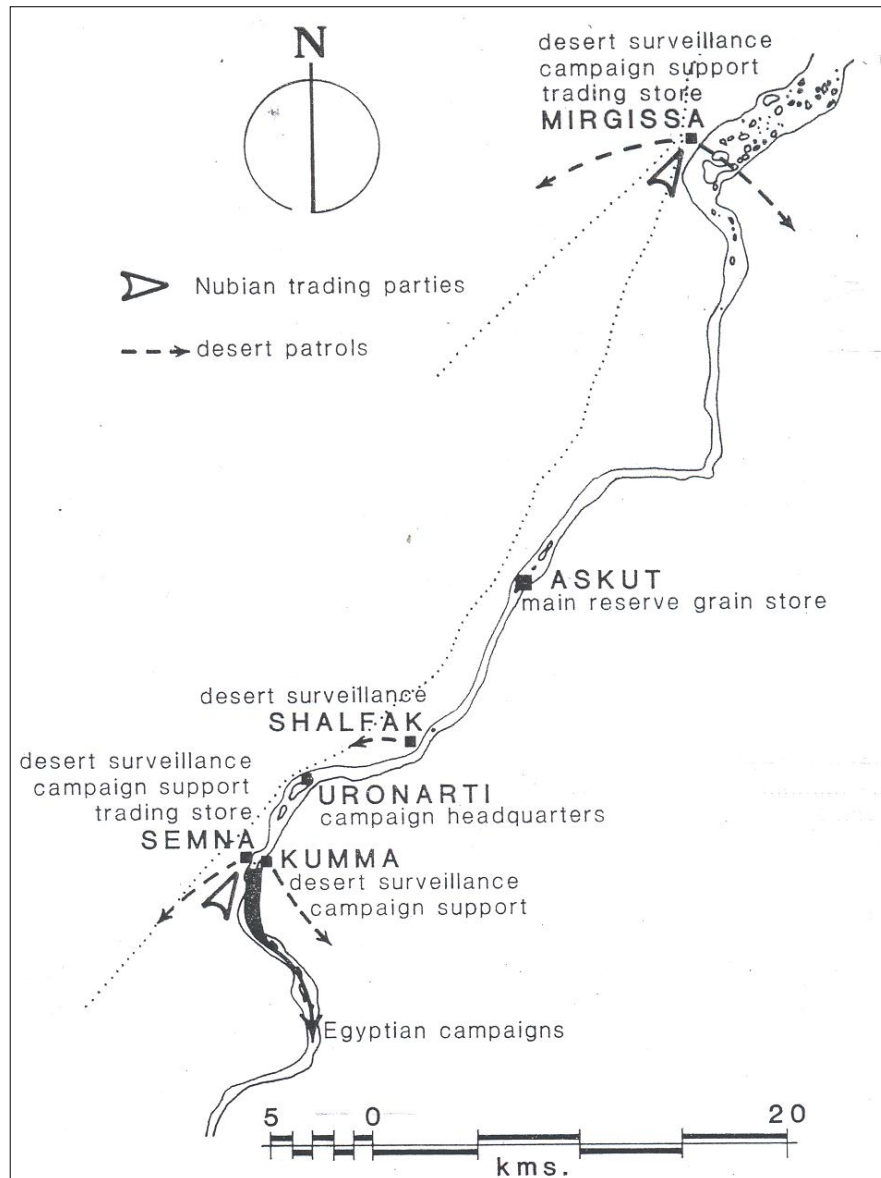 N
desert surveillance
campaign support
trading store
MIRGISSA
Nubian trading parties
desert patrols
ASKUT
main reserve grain store
desert surveillance
SHALFAK
desert surveillance
campaign support
trading store
SEMNA
URONARTI
campaign headquarters
KUMMA
desert surveillance
campaign support
Egyptian campaigns
5 0 20
kms.